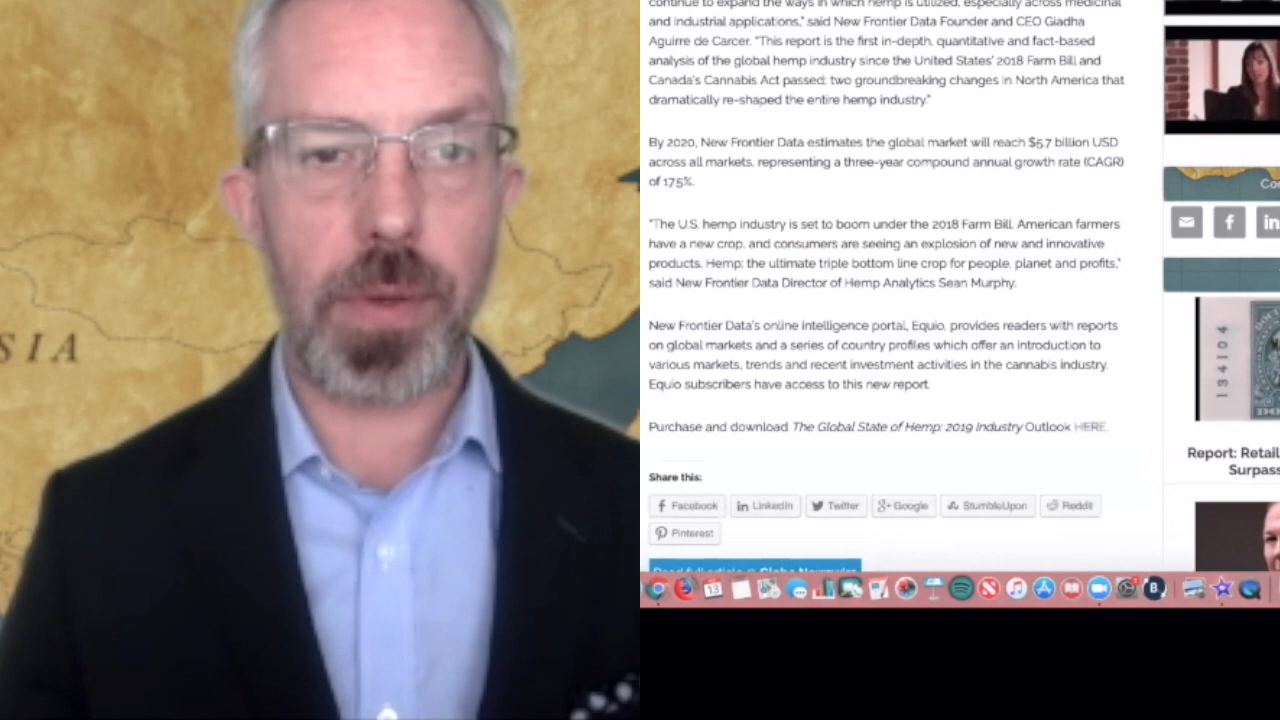 SIA
continue to expand the ways in which hemp is utilized, especially across medicinal
and industrial applications," said New Frontier Data Founder and CEO Giadha
Aguirre de Carcer. "This report is the first in-depth, quantitative and fact-based
analysis of the global hemp industry since the United States' 2018 Farm Bill and
Canada's Cannabis Act passed; two groundbreaking changes in North America that
dramatically re-shaped the entire hemp industry."
By 2020, New Frontier Data estimates the global market will reach $5.7 billion USD
across all markets, representing a three-year compound annual growth rate (CAGR)
of 17.5%.
"The U.S. hemp industry is set to boom under the 2018 Farm Bill. American farmers
have a new crop, and consumers are seeing an explosion of new and innovative
products. Hemp: the ultimate triple bottom line crop for people, planet and profits,"
said New Frontier Data Director of Hemp Analytics Sean Murphy.
New Frontier Data's online intelligence portal, Equio, provides readers with reports
on global markets and a series of country profiles which offer an introduction to
various markets, trends and recent investment activities in the cannabis industry.
Equio subscribers have access to this new report.
Purchase and download The Global State of Hemp: 2019 Industry Outlook HERE.
Share this:
Facebook LinkedIn Twitter Google StumbleUpon Reddit
Pinterest
Read full article @ Globe Newswire
Co
in
134104
Report: Retail
Surpass
13
B